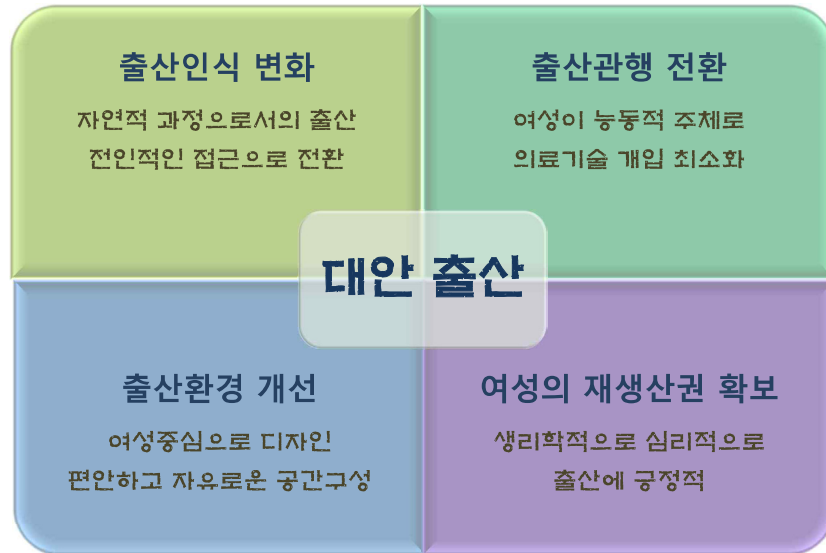 출산인식 변화
자연적 과정으로서의 출산
전인적인 접근으로 전환
출산관행 전환
여성이 능동적 주체로
의료기술 개입 최소화
대안 출산
출산환경 개선
여성중심으로 디자인
편안하고 자유로운 공간구성
여성의 재생산권 확보
생리학적으로 심리적으로
출산에 긍정적